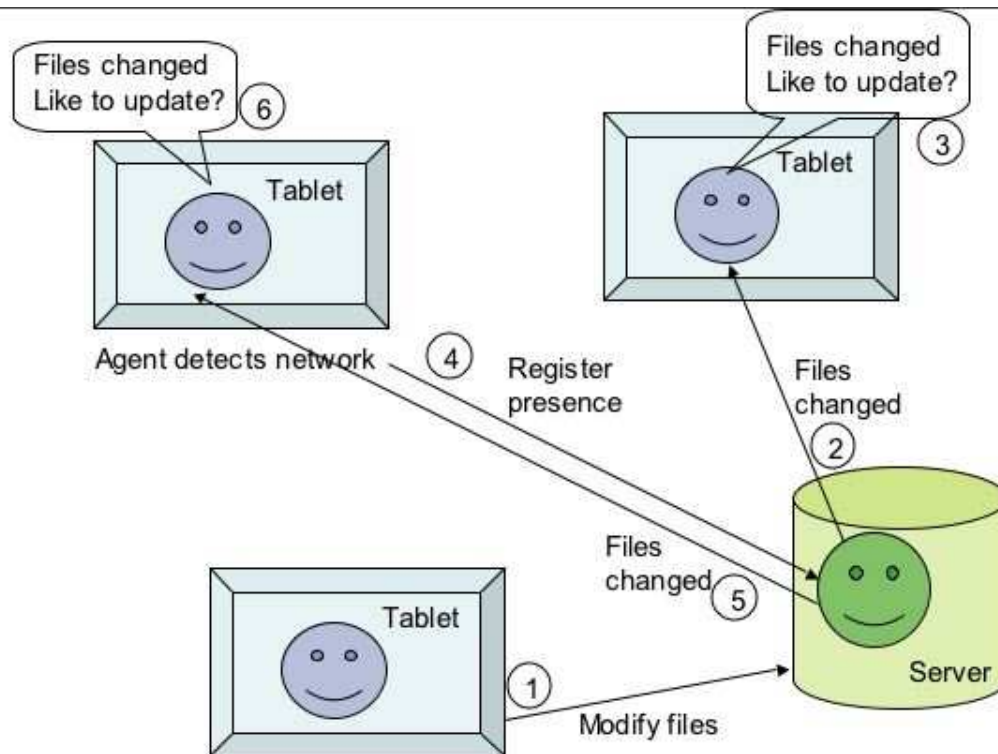 Files changed
Like to update?
6
Tablet
Files changed
Like to update?
3
Tablet
Agent detects network
4
Register
presence
Files
changed
2
Files
changed
5
Tablet
1
Modify files
Server